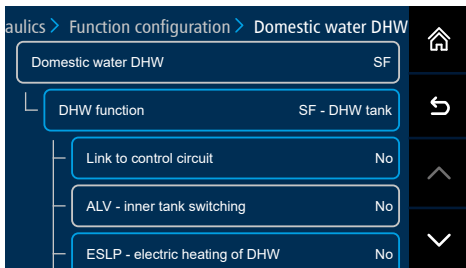 aulics > Function configuration > Domestic water DHW
Domestic water DHW SF
DHW function SF - DHW tank
Link to control circuit No
ALV - inner tank switching No
ESLP - electric heating of DHW No